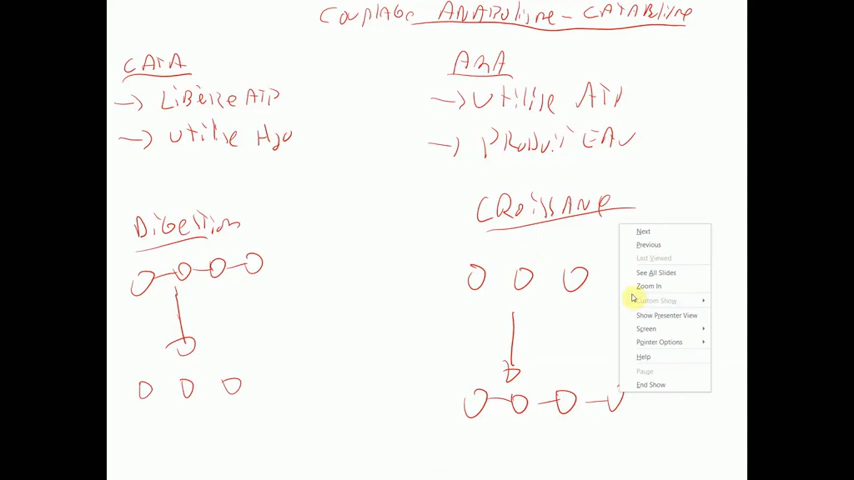 Couplage ANABOLisme - CATABLisme
CATA
-> LiBÈRE ATP
-> utilise H2O
Digestion
ANA
-> Utilise ATP
-> PRoDuiT EAU
CRoissANce
Next
Previous
Last Viewed
See All Slides
Zoom In
Custom Show
Show Presenter View
Screen
Pointer Options
Help
Pause
End Show